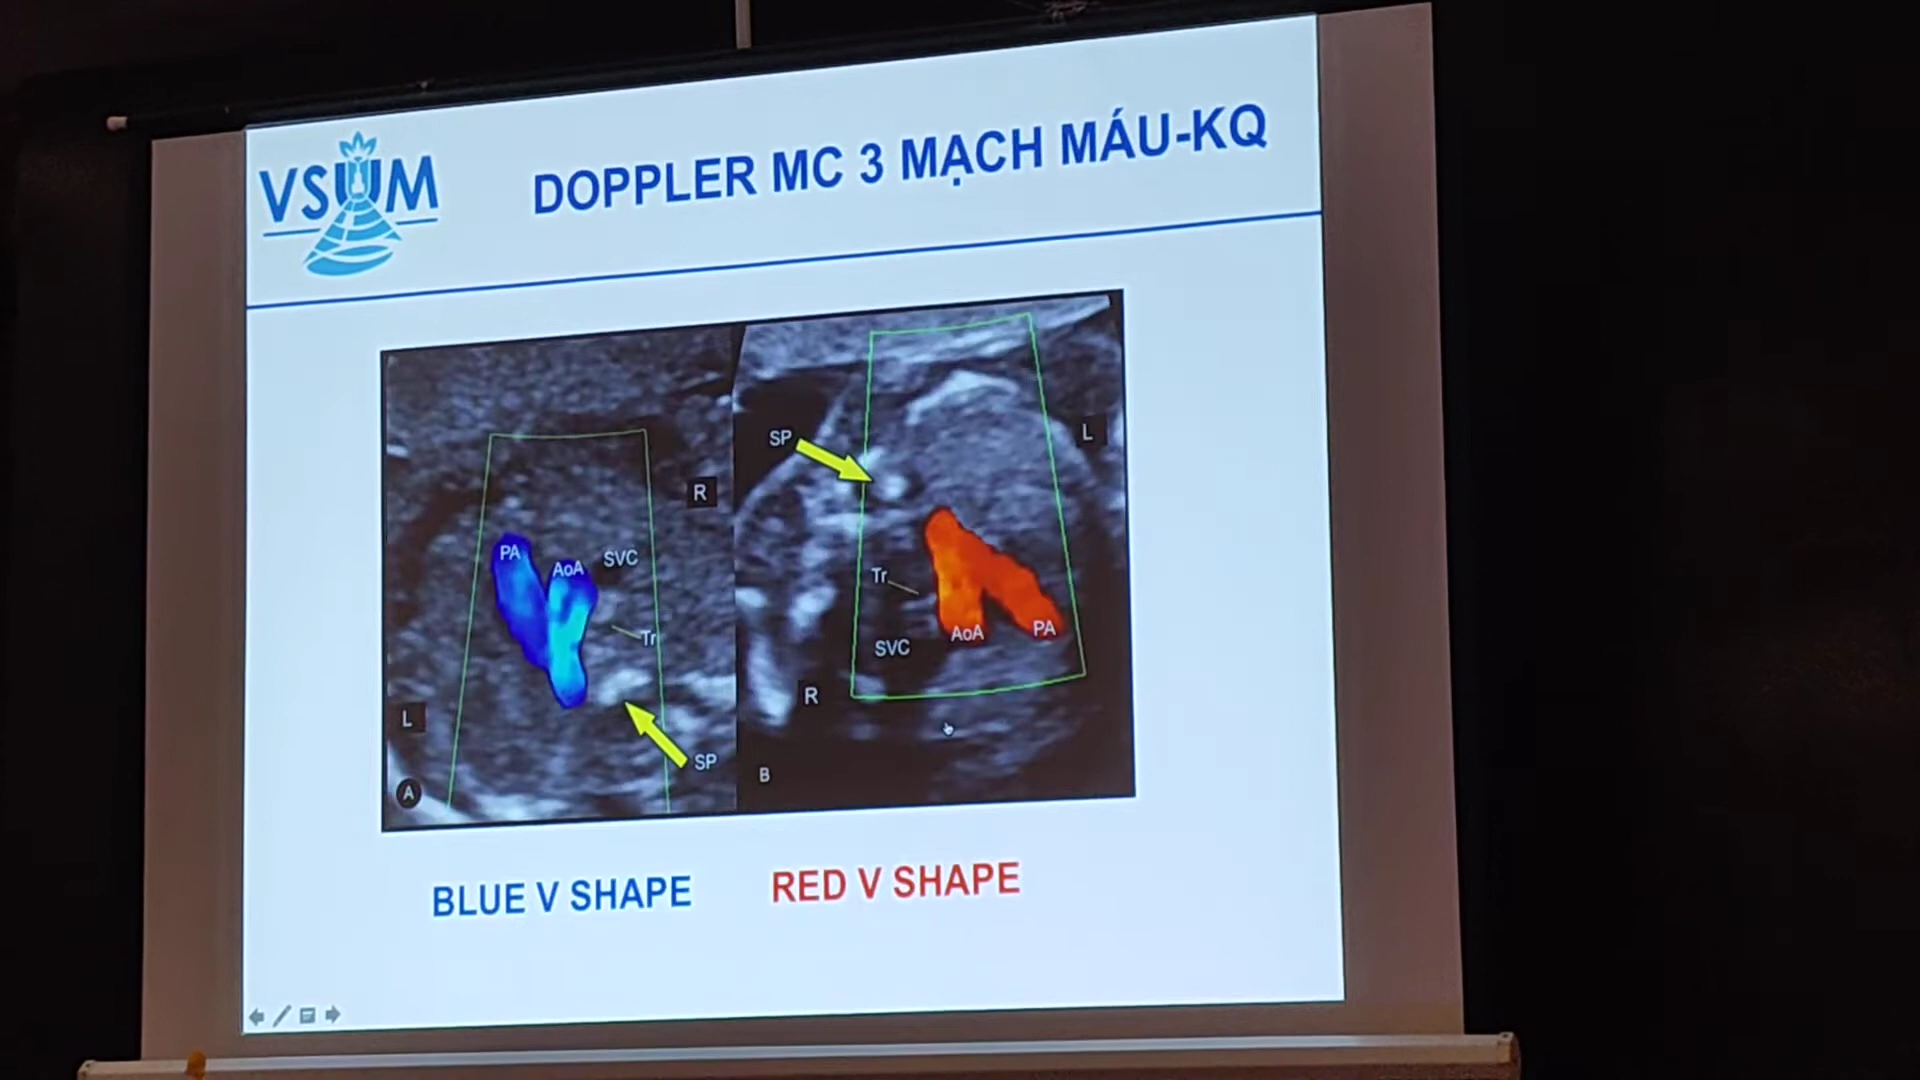 VSUM
DOPPLER MC 3 MẠCH MÁU-KQ
PA
AoA
SVC
R
Tr
L
SP
A
SP
L
Tr
SVC
AoA
PA
R
B
BLUE V SHAPE
RED V SHAPE